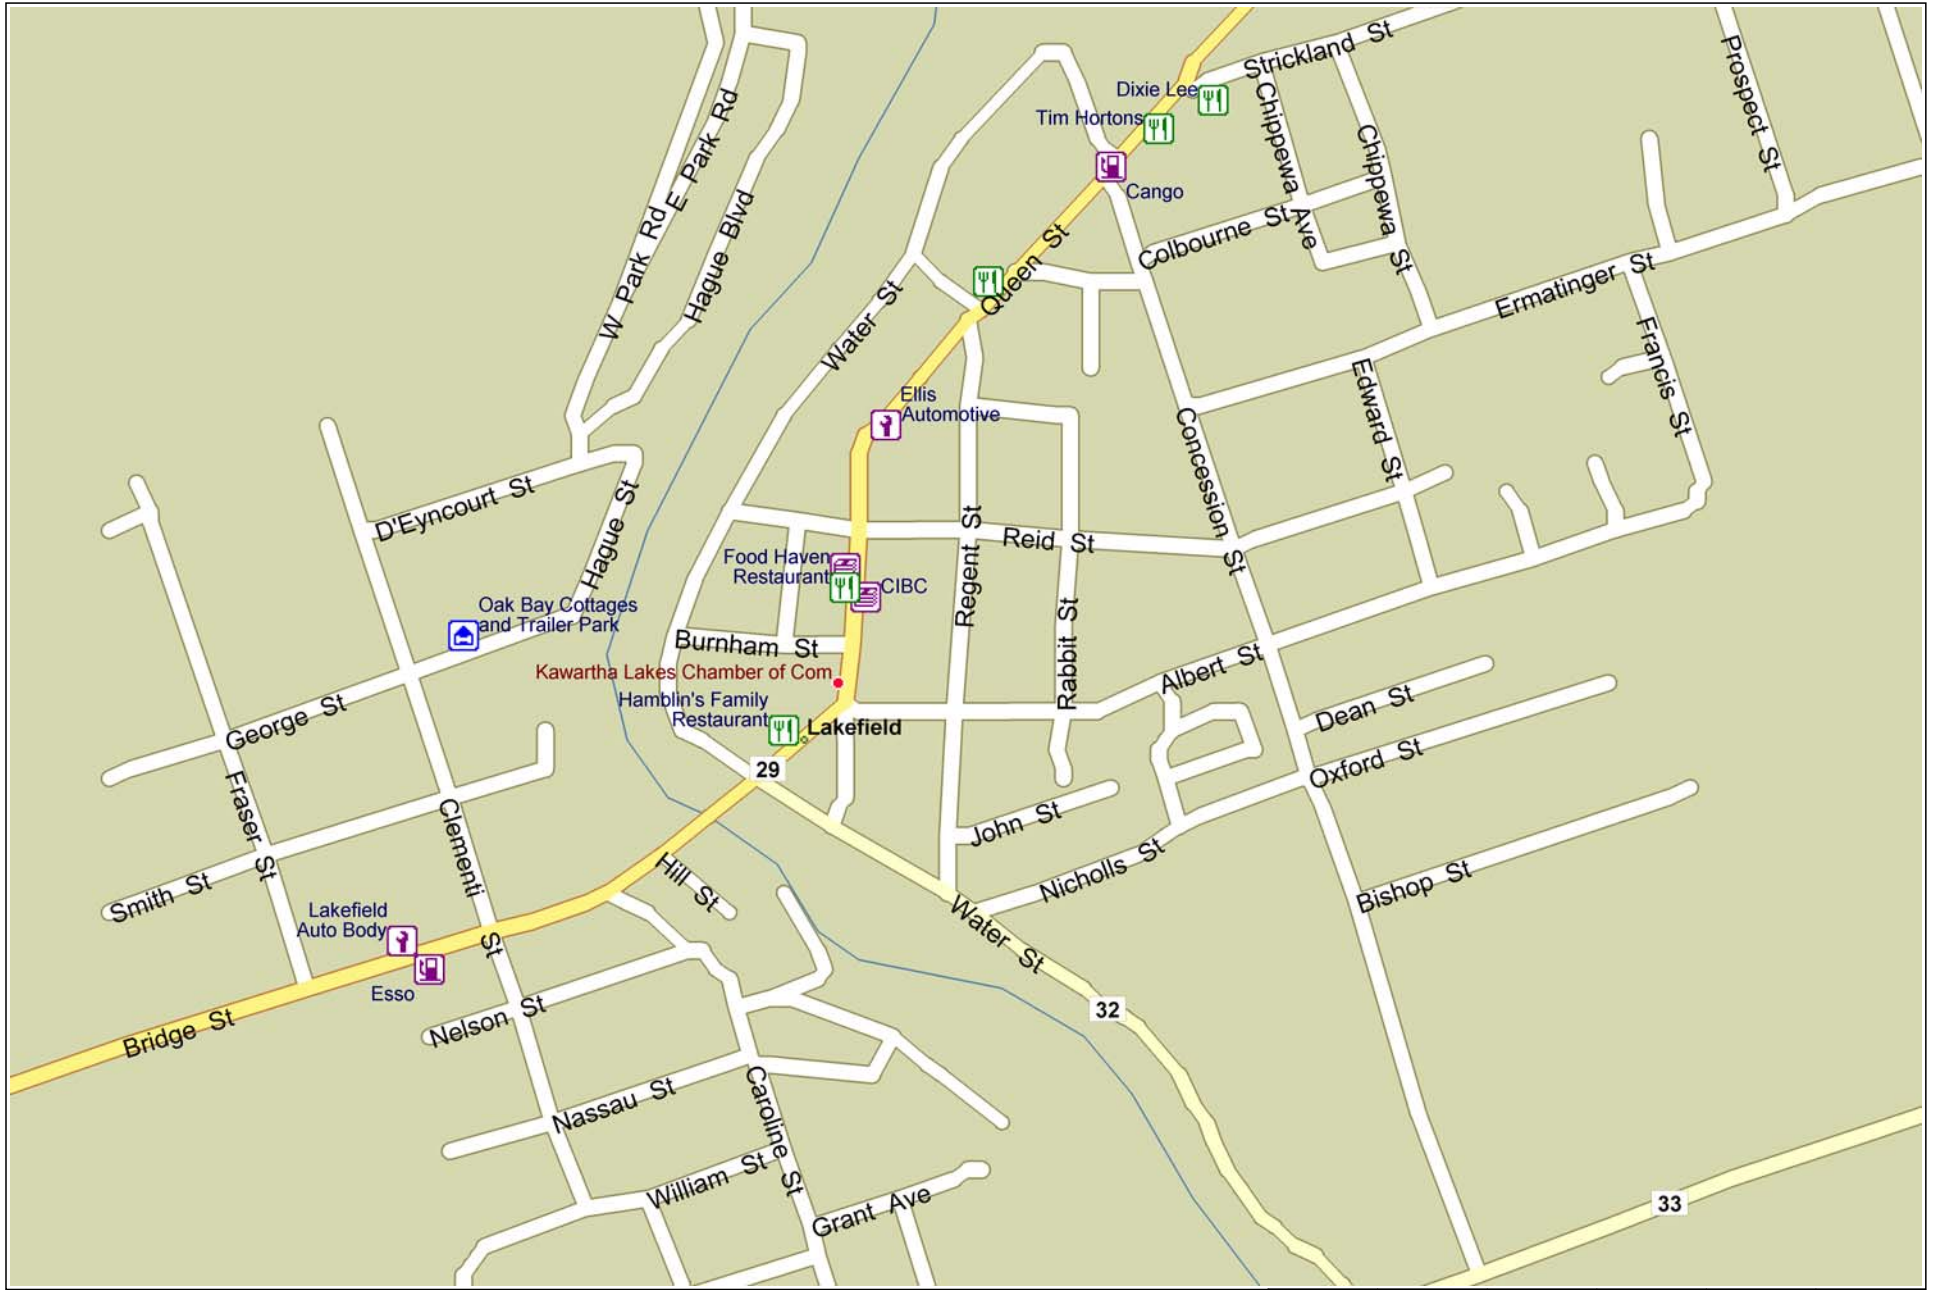 Strickland St
Prospect St
Dixie Lee
Tim Hortons
Chippewa Ave
Chippewa St
E Park Rd
W Park Rd
Hague Blvd
Cango
Colbourne St
Queen St
Water St
Ermatinger St
Francis St
Edward St
Ellis
Automotive
Concession St
D'Eyncourt St
Hague St
Regent St
Reid St
Rabbit St
Food Haven
Restaurant
CIBC
Oak Bay Cottages
and Trailer Park
Burnham St
Kawartha Lakes Chamber of Com
Hamblin's Family
Restaurant
Lakefield
Albert St
Dean St
George St
29
Oxford St
Fraser St
Clementi St
John St
Hill St
Nicholls St
Bishop St
Smith St
Lakefield
Auto Body
Water St
Esso
Nelson St
32
Bridge St
Nassau St
Caroline St
William St
Grant Ave
33